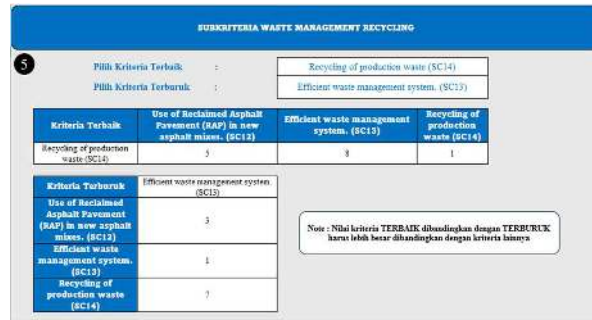 SUBKRITERIA WASTE MANAGEMENT RECYCLING
5
Pilih Kriteria Terbaik : Recycling of production waste (SC14)
Pilih Kriteria Terburuk : Efficient waste management system. (SC13)
Kriteria Terbaik
Use of Reclaimed Asphalt
Pavement (RAP) in new
asphalt mixes. (SC12)
Efficient waste management
system. (SC13)
Recycling of
production
waste (SC14)
Recycling of production
waste (SC14)
5
8
1
Kriteria Terburuk
Efficient waste management system.
(SC13)
Use of Reclaimed
Asphalt Pavement
(RAP) in new asphalt
mixes. (SC12)
3
Efficient waste
management system.
(SC13)
1
Recycling of
production waste
(SC14)
7
Note : Nilai kriteria TERBAIK dibandingkan dengan TERBURUK
harus lebih besar dibandingkan dengan kriteria lainnya